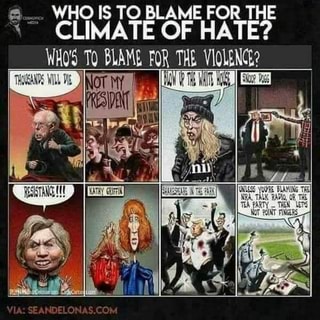 WHO IS TO BLAME FOR THE
CLIMATE OF HATE?
WHO'S TO BLAME FOR THE VIOLENCE?
THOUSANDS WILL DIE
NOT MY
PRESIDENT
BLOW UP THE WHITE HOUSE
SNOOP DOGG
RESISTANCE!!!
KATHY GRIFFIN
SHAKESPEARE IN THE PARK
UNLESS YOU'RE BLAMING THE
NRA, TALK RADIO, OR THE
TEA PARTY... THEN LETS
NOT POINT FINGERS
VIA: SEANDELONAS.COM